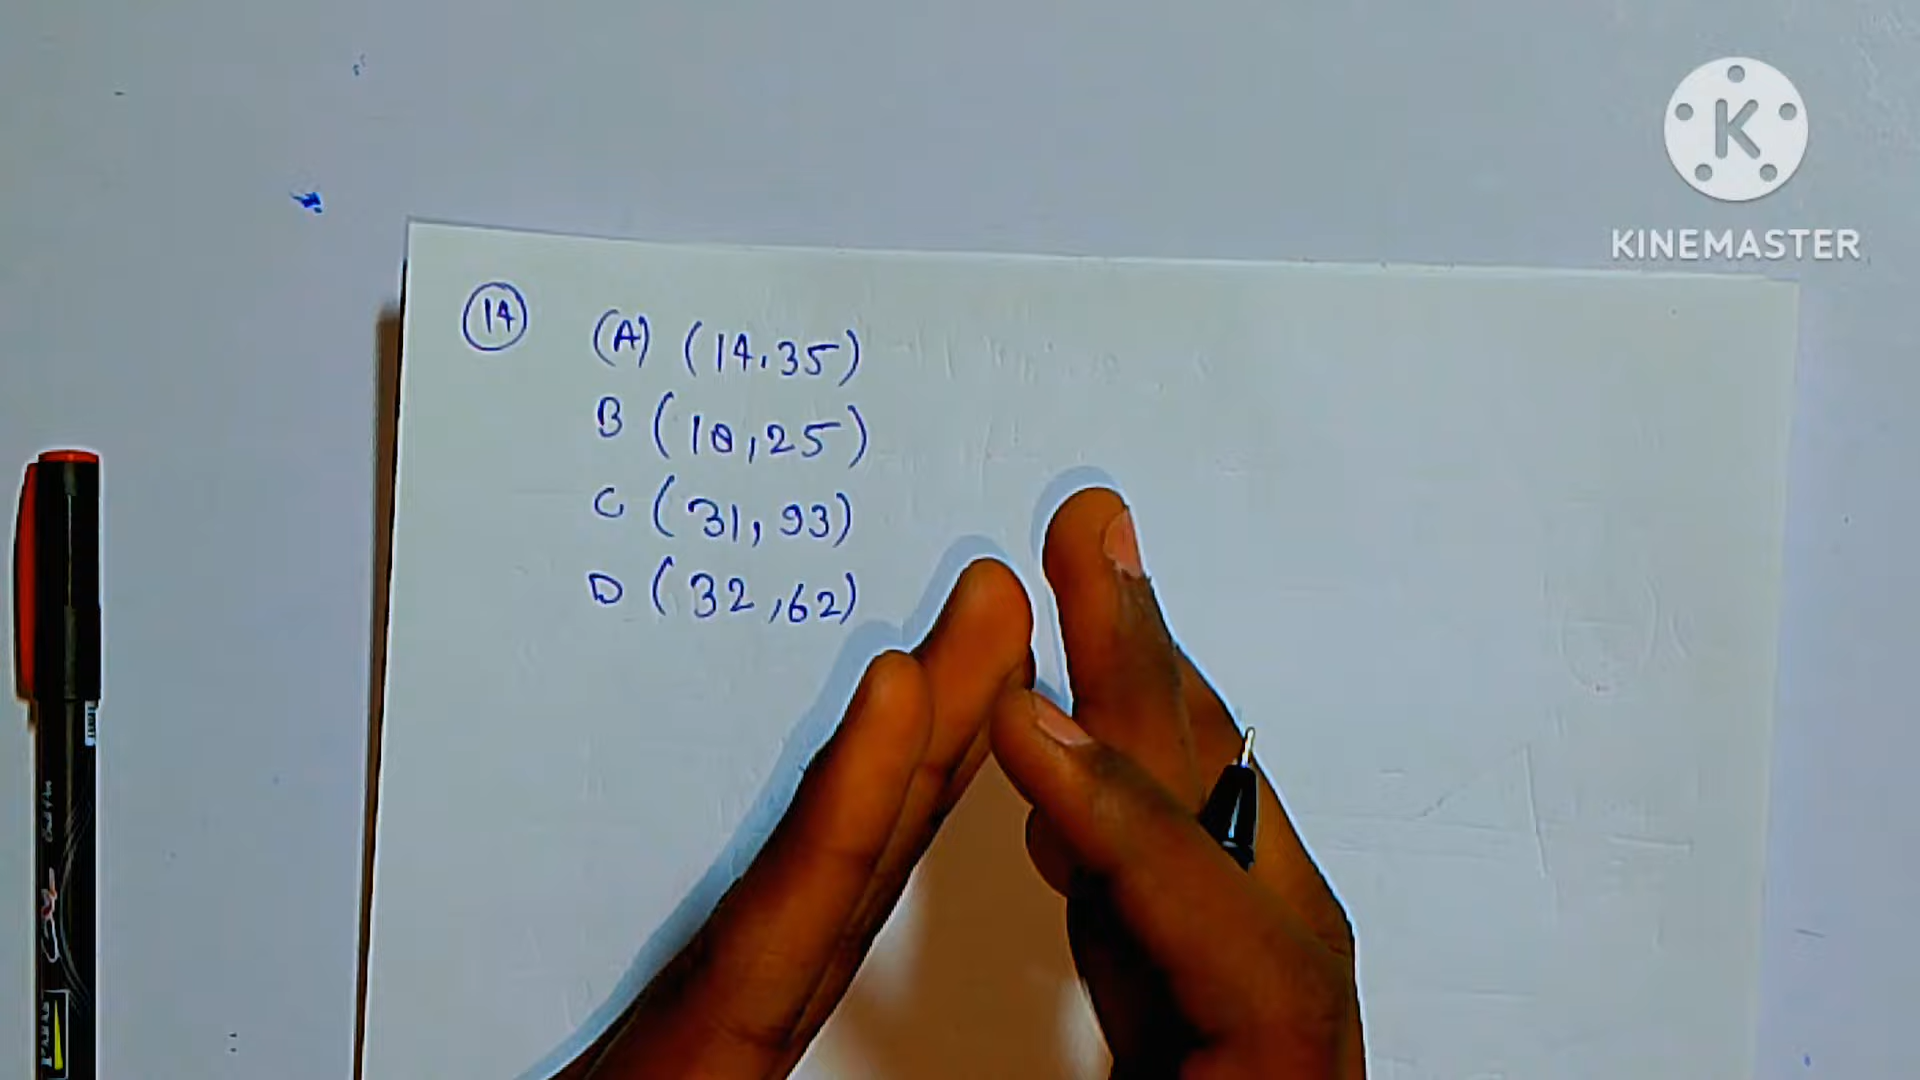 14 (A) (14,35)
B (18,25)
C (31,93)
D (32,62)
K
KINEMASTER